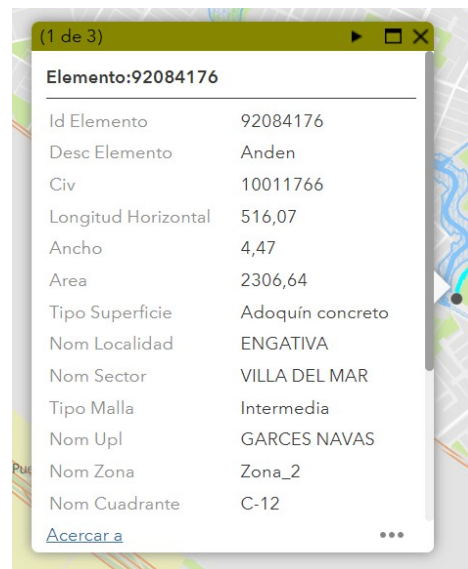 (1 de 3)
Elemento:92084176
Id Elemento 92084176
Desc Elemento Anden
Civ 10011766
Longitud Horizontal 516,07
Ancho 4,47
Area 2306,64
Tipo Superficie Adoquín concreto
Nom Localidad ENGATIVA
Nom Sector VILLA DEL MAR
Tipo Malla Intermedia
Nom Upl GARCES NAVAS
Nom Zona Zona_2
Nom Cuadrante C-12
Acercar a